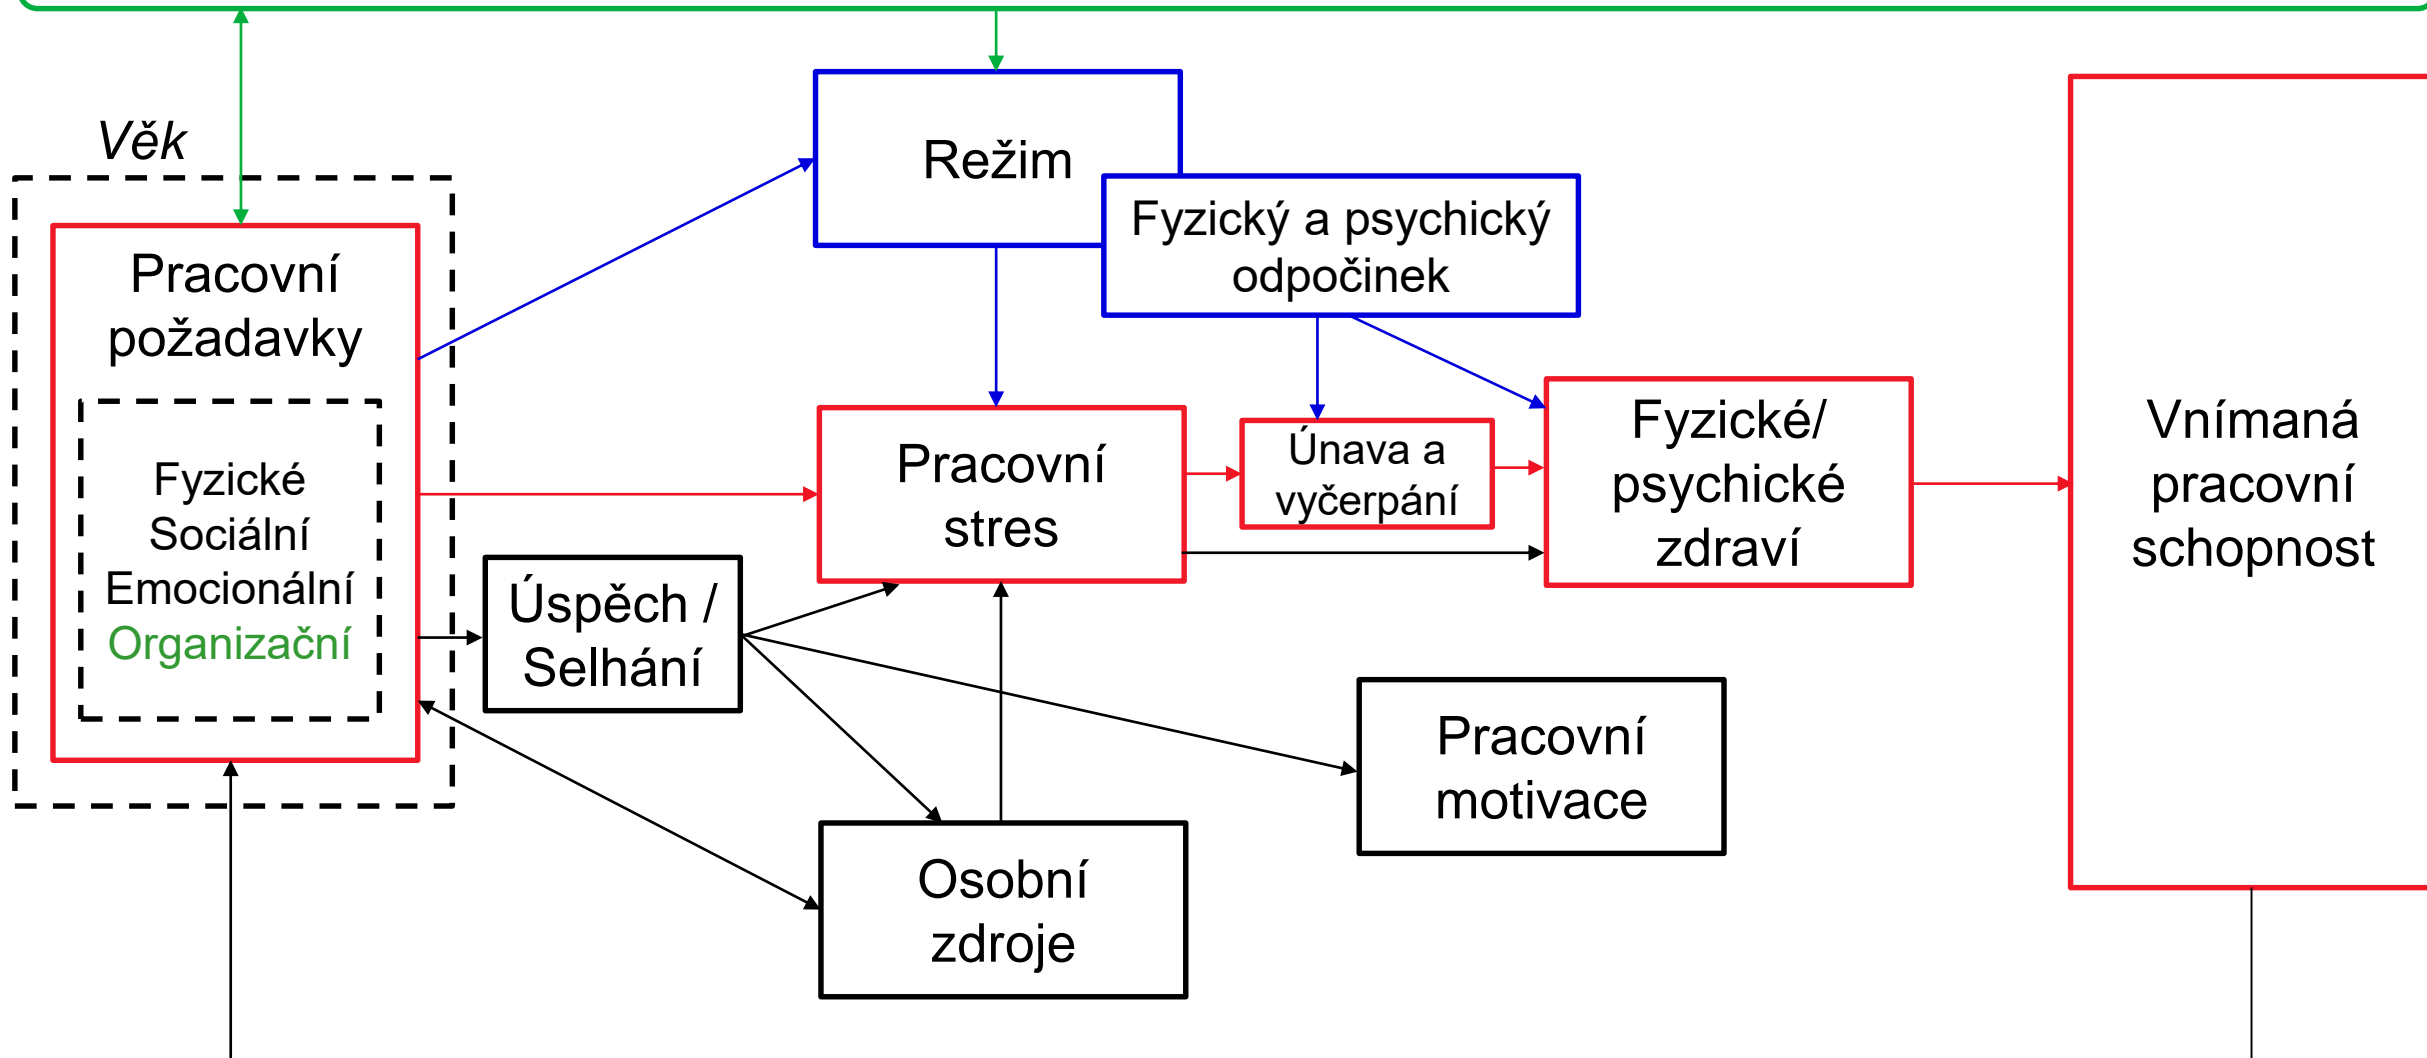 Věk
Pracovní
požadavky
Fyzické
Sociální
Emocionální
Organizační
Režim
Fyzický a psychický
odpočinek
Pracovní
stres
Únava a
vyčerpání
Fyzické/
psychické
zdraví
Vnímaná
pracovní
schopnost
Úspěch /
Selhání
Pracovní
motivace
Osobní
zdroje